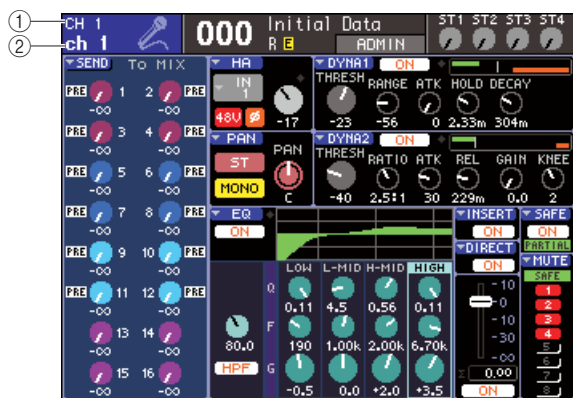 ① CH 1
② ch 1
000 Initial Data
R E ADMIN
ST1 ST2 ST3 ST4
SEND To MIX
PRE 1 2 PRE
-∞ -∞
PRE 3 4 PRE
-∞ -∞
PRE 5 6 PRE
-∞ -∞
PRE 7 8 PRE
-∞ -∞
PRE 9 10 PRE
-∞ -∞
PRE 11 12 PRE
-∞ -∞
13 14
-∞ -∞
15 16
-∞ -∞
HA
IN 1
48V Ø
-17
PAN
ST
MONO
PAN
C
DYNA1 ON
THRESH RANGE ATK HOLD DECAY
-23 -56 0 2.33m 304m
DYNA2 ON
THRESH RATIO ATK REL GAIN KNEE
-40 2.5:1 30 229m 0.0 2
EQ
ON
LOW L-MID H-MID HIGH
Q 0.11 4.5 0.56 0.11
F 190 1.00k 2.00k 6.70k
G -0.5 0.0 +2.0 +3.5
80.0
HPF
INSERT
ON
DIRECT
ON
10
0
10
30
-∞
Σ 0.00
ON
SAFE
ON
PARTIAL
MUTE
SAFE
1
2
3
4
5
6
7
8